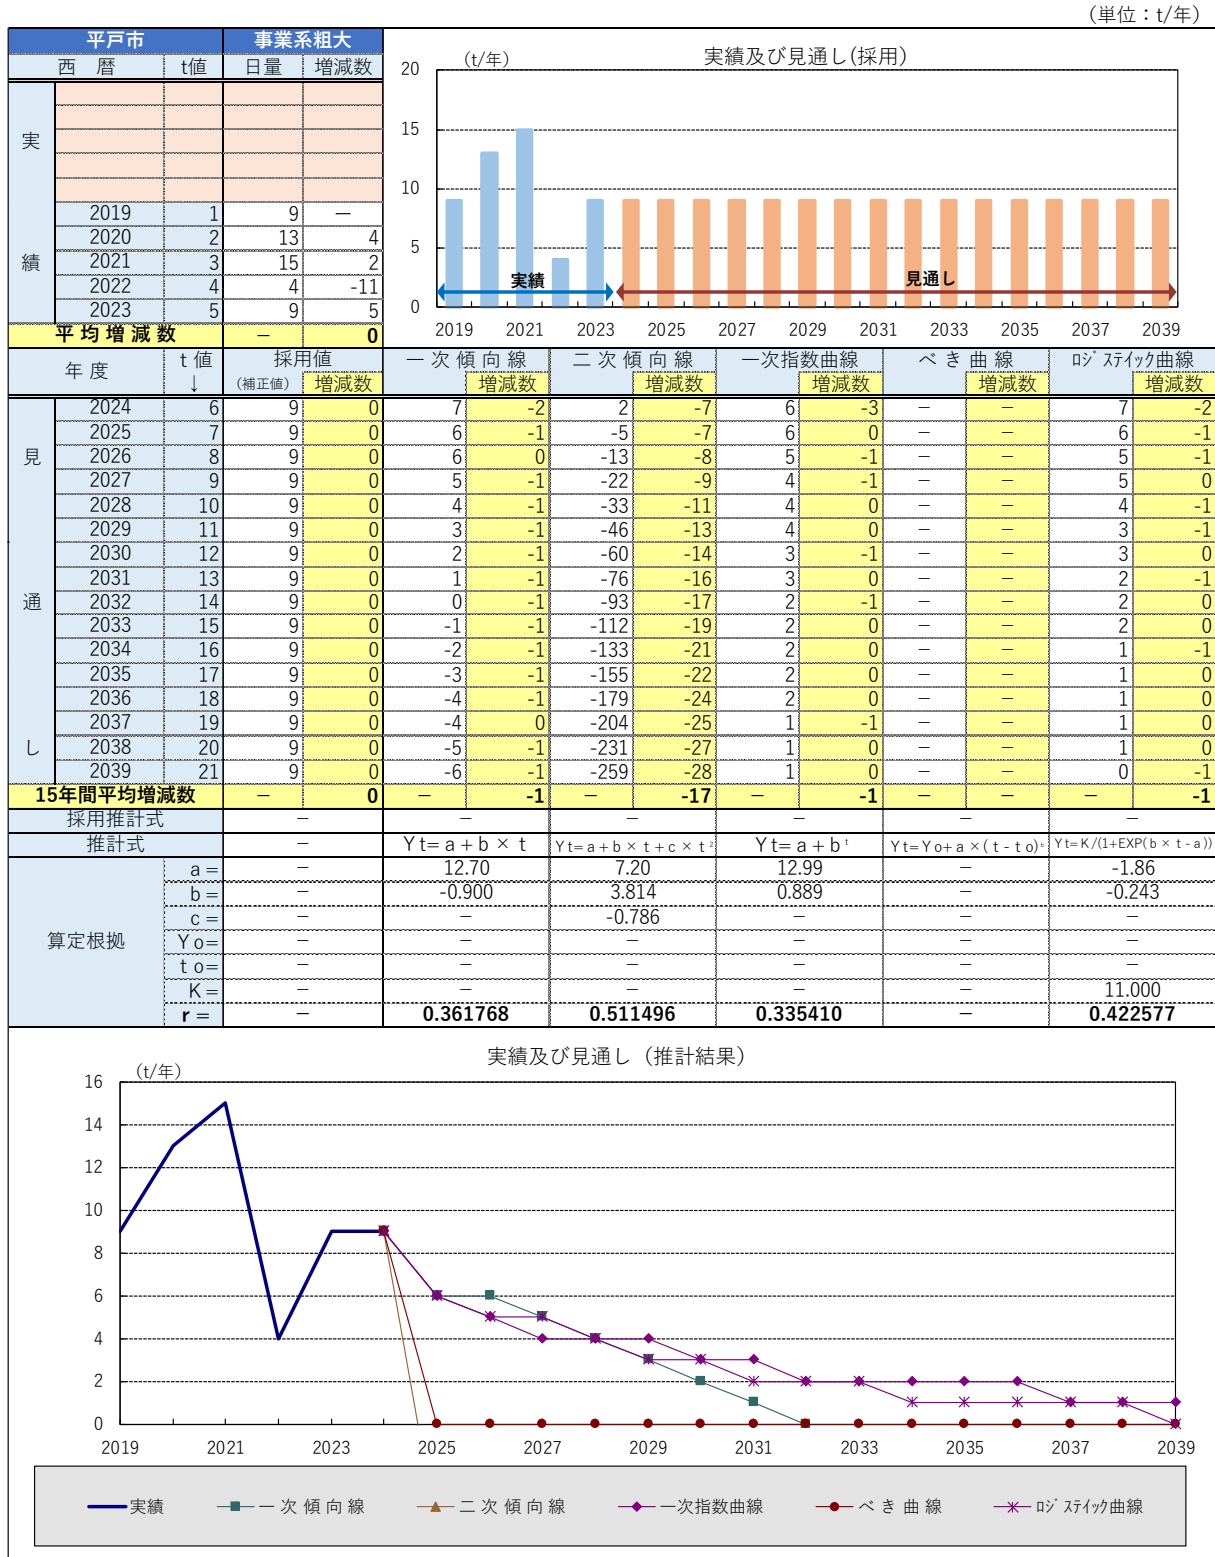 （単位：t/年）
平戸市 事業系粗大
西 暦 t値 日量 増減数
実
績
2019 1 9 －
2020 2 13 4
2021 3 15 2
2022 4 4 -11
2023 5 9 5
平均増減数 － 0
実績及び見通し(採用)
(t/年)
20
15
10
5
0
実績 見通し
2019 2021 2023 2025 2027 2029 2031 2033 2035 2037 2039
年 度 t 値 ↓ 採用値 (補正値) 増減数 一 次 傾 向 線 増減数 二 次 傾 向 線 増減数 一次指数曲線 増減数 べ き 曲 線 増減数 ﾛｼﾞｽﾃｨｯｸ曲線 増減数
見
通
し
2024 6 9 0 7 -2 2 -7 6 -3 － － 7 -2
2025 7 9 0 6 -1 -5 -7 6 0 － － 6 -1
2026 8 9 0 6 0 -13 -8 5 -1 － － 5 -1
2027 9 9 0 5 -1 -22 -9 4 -1 － － 5 0
2028 10 9 0 4 -1 -33 -11 4 0 － － 4 -1
2029 11 9 0 3 -1 -46 -13 4 0 － － 3 -1
2030 12 9 0 2 -1 -60 -14 3 -1 － － 3 0
2031 13 9 0 1 -1 -76 -16 3 0 － － 2 -1
2032 14 9 0 0 -1 -93 -17 2 -1 － － 2 0
2033 15 9 0 -1 -1 -112 -19 2 0 － － 2 0
2034 16 9 0 -2 -1 -133 -21 2 0 － － 1 -1
2035 17 9 0 -3 -1 -155 -22 2 0 － － 1 0
2036 18 9 0 -4 -1 -179 -24 2 0 － － 1 0
2037 19 9 0 -4 0 -204 -25 1 -1 － － 1 0
2038 20 9 0 -5 -1 -231 -27 1 0 － － 1 0
2039 21 9 0 -6 -1 -259 -28 1 0 － － 0 -1
15年間平均増減数 － 0 － -1 － -17 － -1 － － － -1
採用推計式 － － － － － －
推計式 － Ｙt=ａ+ｂ×ｔ Ｙt=ａ+ｂ×ｔ+ｃ×ｔ² Ｙt=ａ+ｂᵗ Ｙt=Ｙo+ａ×(ｔ-ｔo)ᵇ Ｙt=Ｋ/(1+EXP(ｂ×ｔ-ａ))
算定根拠
ａ= － 12.70 7.20 12.99 － -1.86
ｂ= － -0.900 3.814 0.889 － -0.243
ｃ= － － -0.786 － － －
Ｙo= － － － － － －
ｔo= － － － － － －
Ｋ= － － － － － 11.000
ｒ= － 0.361768 0.511496 0.335410 － 0.422577
実績及び見通し（推計結果）
(t/年)
16
14
12
10
8
6
4
2
0
2019 2021 2023 2025 2027 2029 2031 2033 2035 2037 2039
実績 一 次 傾 向 線 二 次 傾 向 線 一次指数曲線 べ き 曲 線 ﾛｼﾞｽﾃｨｯｸ曲線